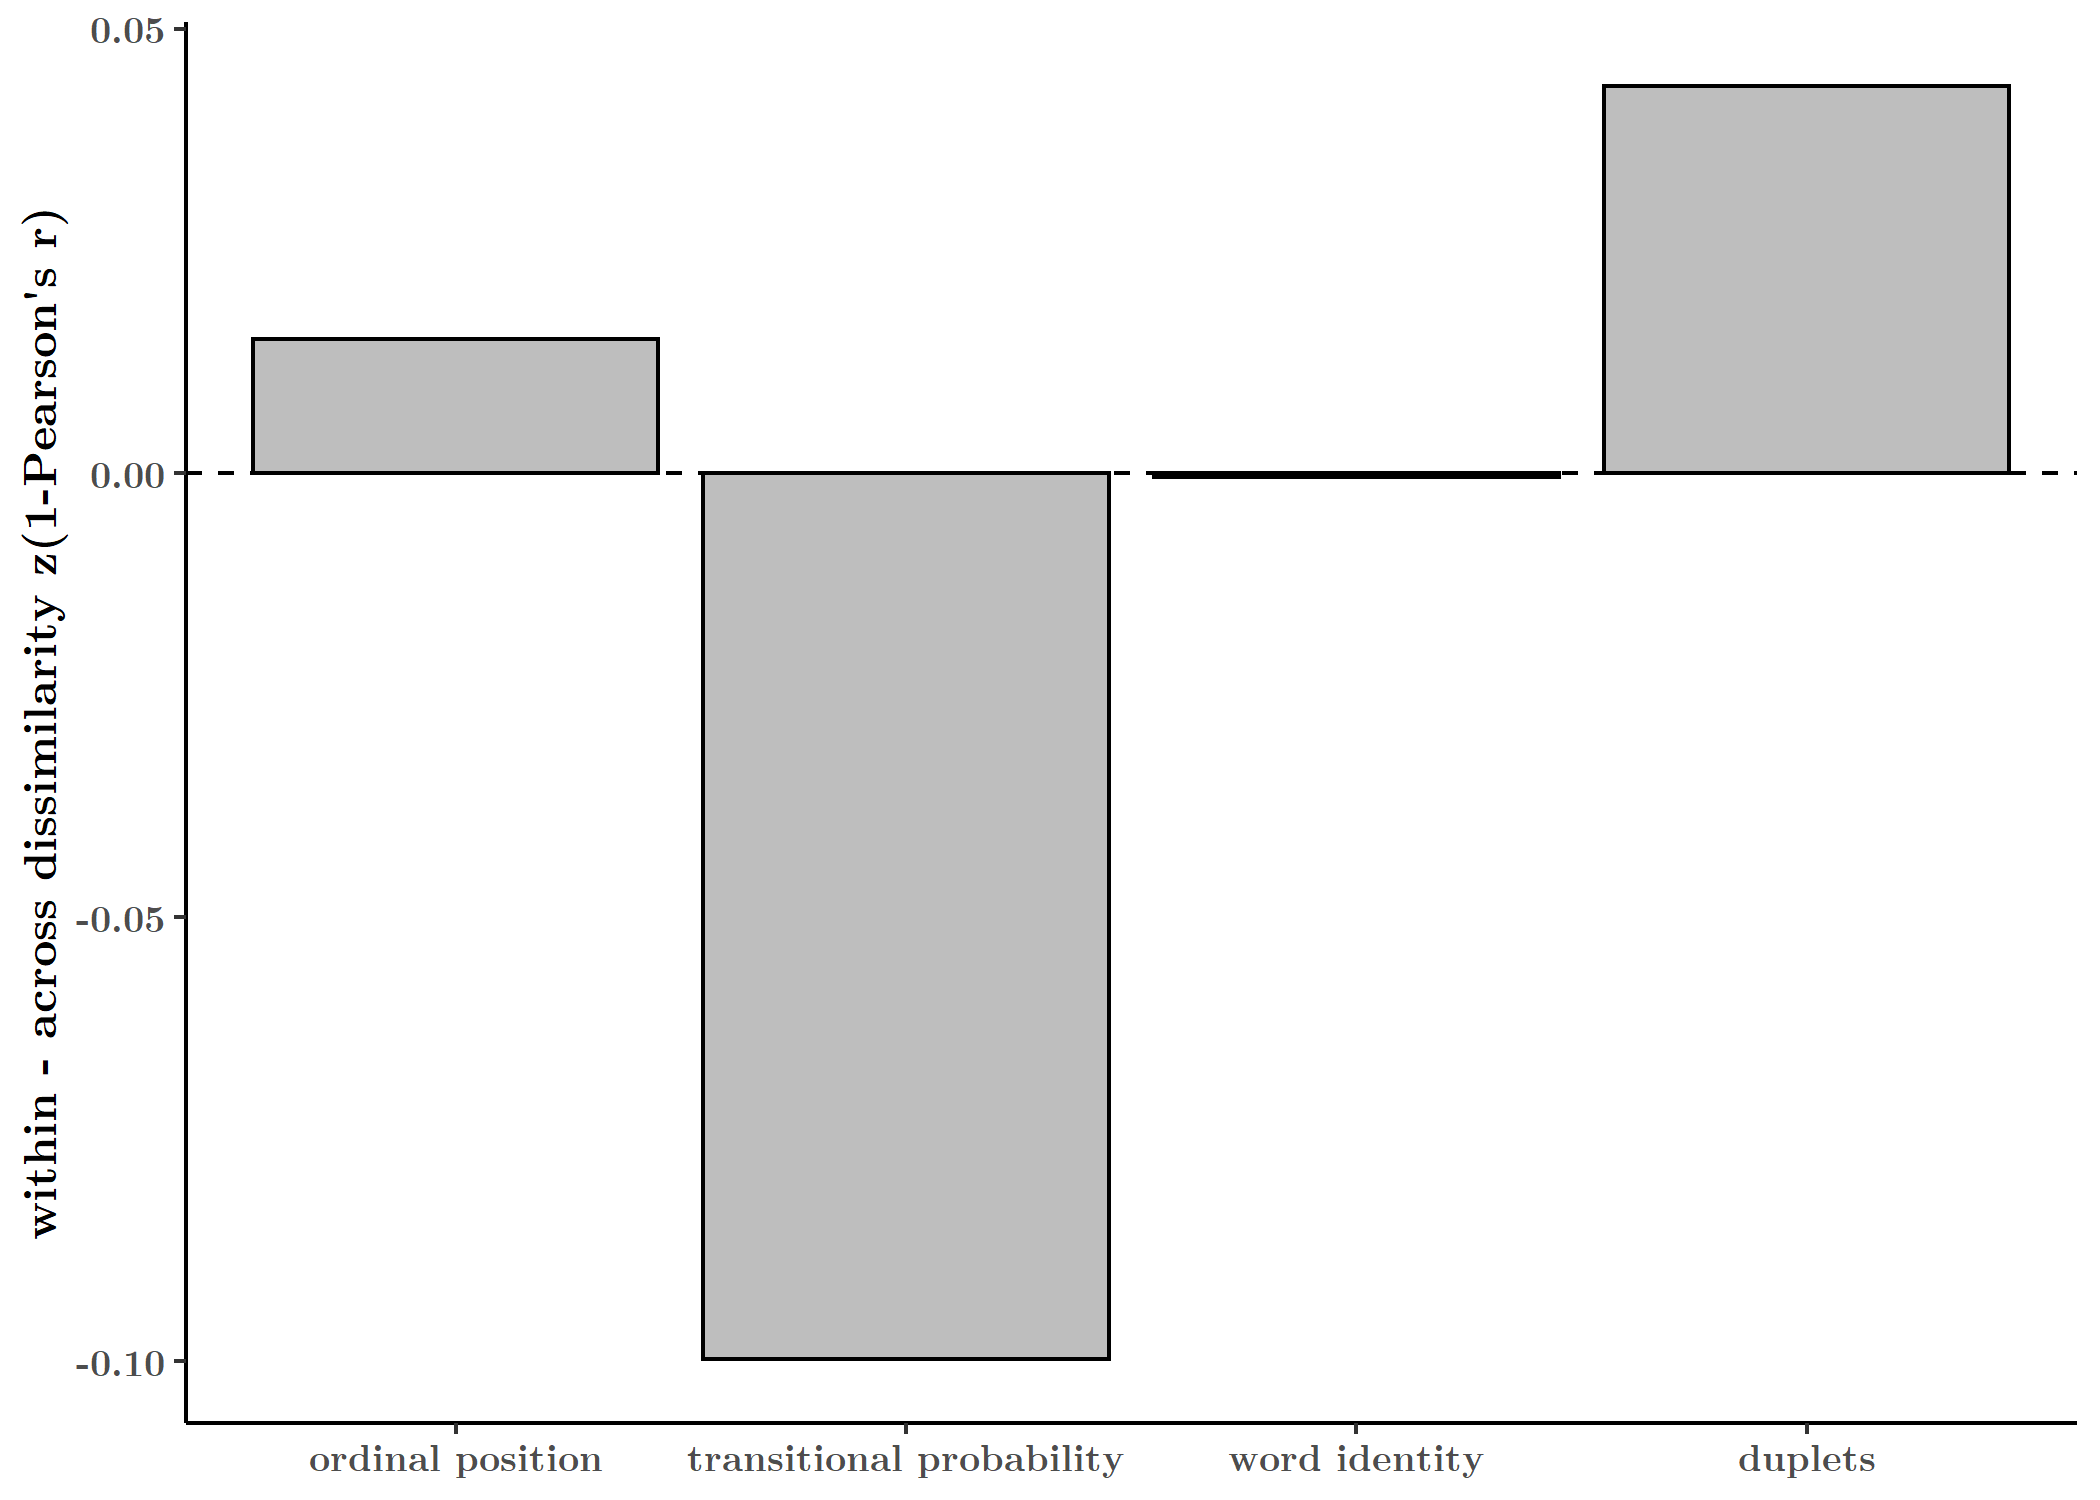 within - across dissimilarity z(1-Pearson's r)
0.05
0.00
-0.05
-0.10
ordinal position
transitional probability
word identity
duplets